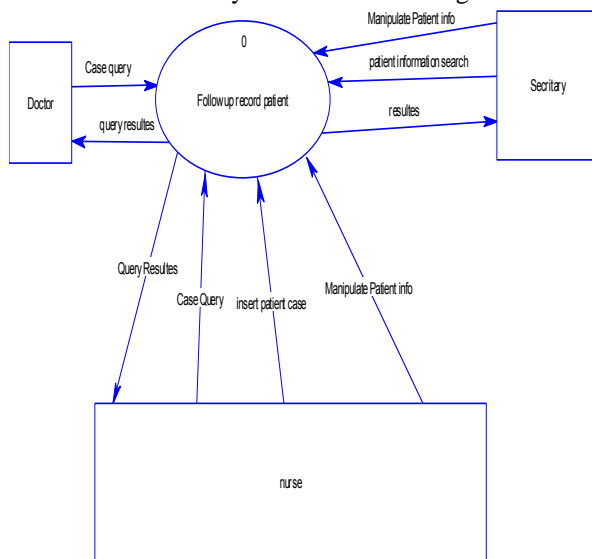 0
Manipulate Patient info
Case query
patient information search
Doctor
Followup record patient
Secritary
resultes
query resultes
Query Resultes
Case Query
insert patient case
Manipulate Patient info
nurse